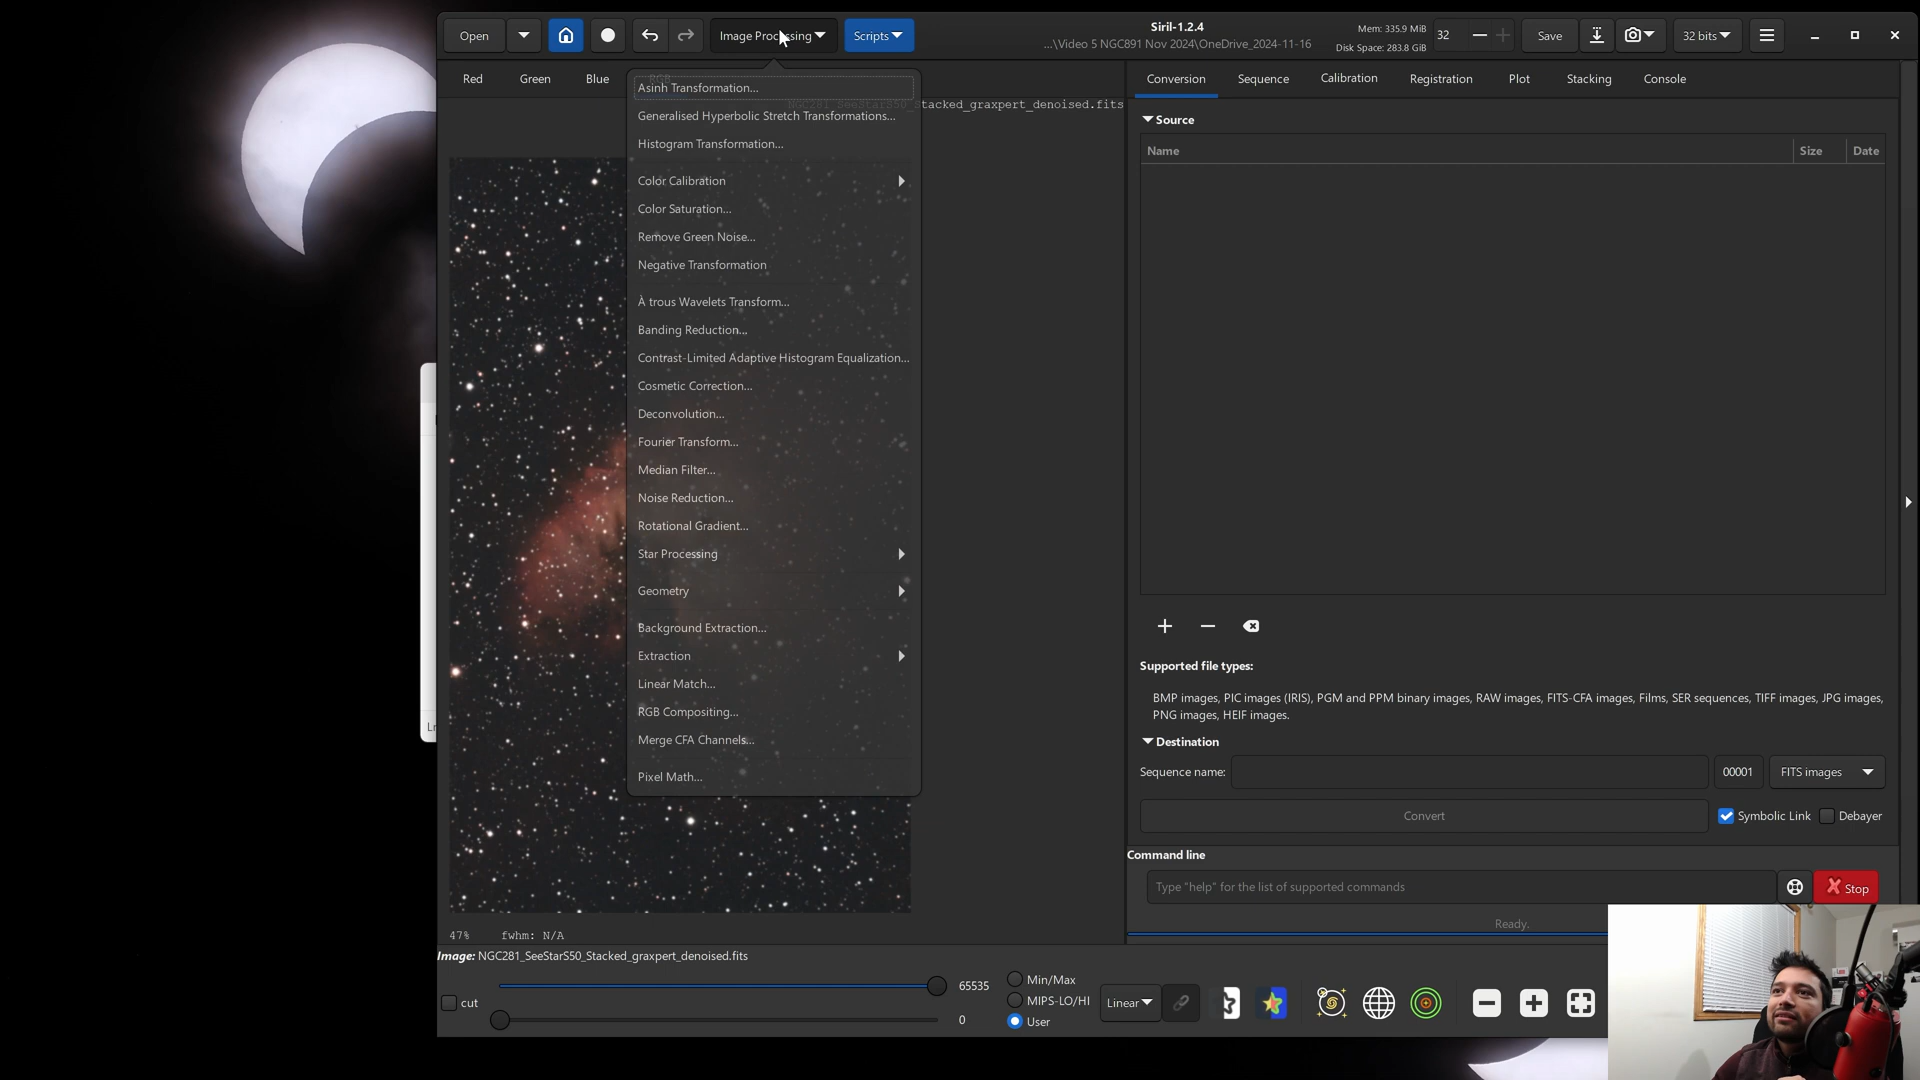 Open
Image Processing
Scripts
Siril-1.2.4
...\Video 5 NGC891 Nov 2024\OneDrive_2024-11-16
Mem: 335.9 MiB
Disk Space: 283.8 GiB
32
Save
32 bits
Red
Green
Blue
RGB
Conversion
Sequence
Calibration
Registration
Plot
Stacking
Console
NGC281_SeeStarS50_Stacked_graxpert_denoised.fits
Asinh Transformation...
Generalised Hyperbolic Stretch Transformations...
Histogram Transformation...
Color Calibration
Color Saturation...
Remove Green Noise...
Negative Transformation
À trous Wavelets Transform...
Banding Reduction...
Contrast-Limited Adaptive Histogram Equalization...
Cosmetic Correction...
Deconvolution...
Fourier Transform...
Median Filter...
Noise Reduction...
Rotational Gradient...
Star Processing
Geometry
Background Extraction...
Extraction
Linear Match...
RGB Compositing...
Merge CFA Channels...
Pixel Math...
Source
Name
Size
Date
Supported file types:
BMP images, PIC images (IRIS), PGM and PPM binary images, RAW images, FITS-CFA images, Films, SER sequences, TIFF images, JPG images,
PNG images, HEIF images.
Destination
Sequence name:
00001
FITS images
Convert
Symbolic Link
Debayer
Command line
Type "help" for the list of supported commands
Stop
Ready.
47%
fwhm: N/A
Image: NGC281_SeeStarS50_Stacked_graxpert_denoised.fits
cut
65535
0
Min/Max
MIPS-LO/HI
User
Linear